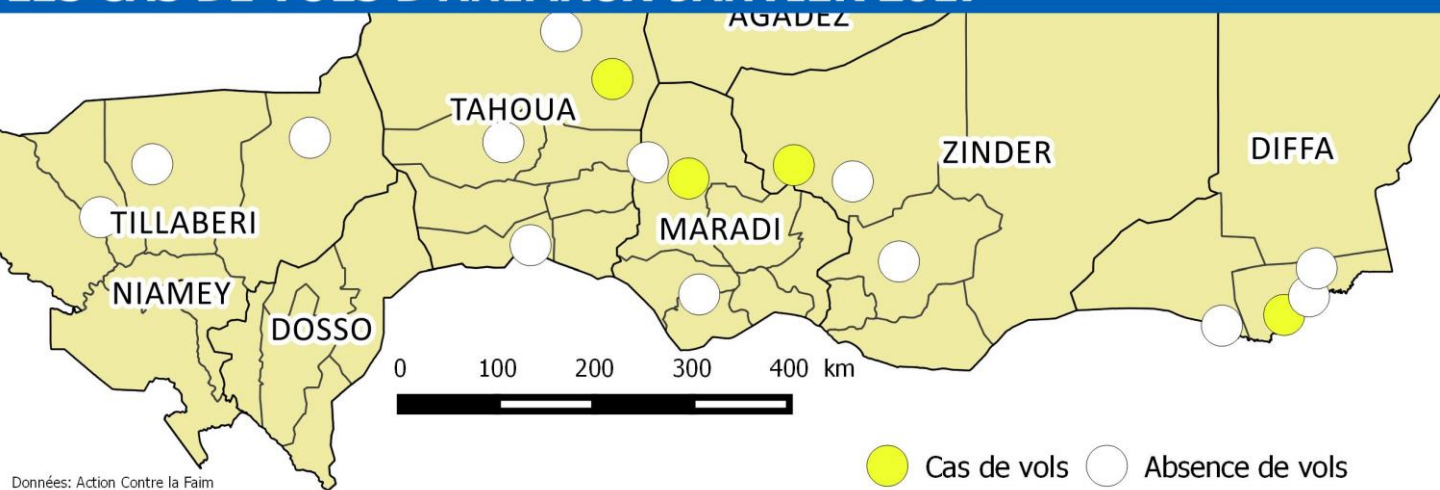 AGADEZ
TAHOUA
ZINDER
DIFFA
TILLABERI
MARADI
NIAMEY
DOSSO
0 100 200 300 400 km
Cas de vols Absence de vols
Données: Action Contre la Faim